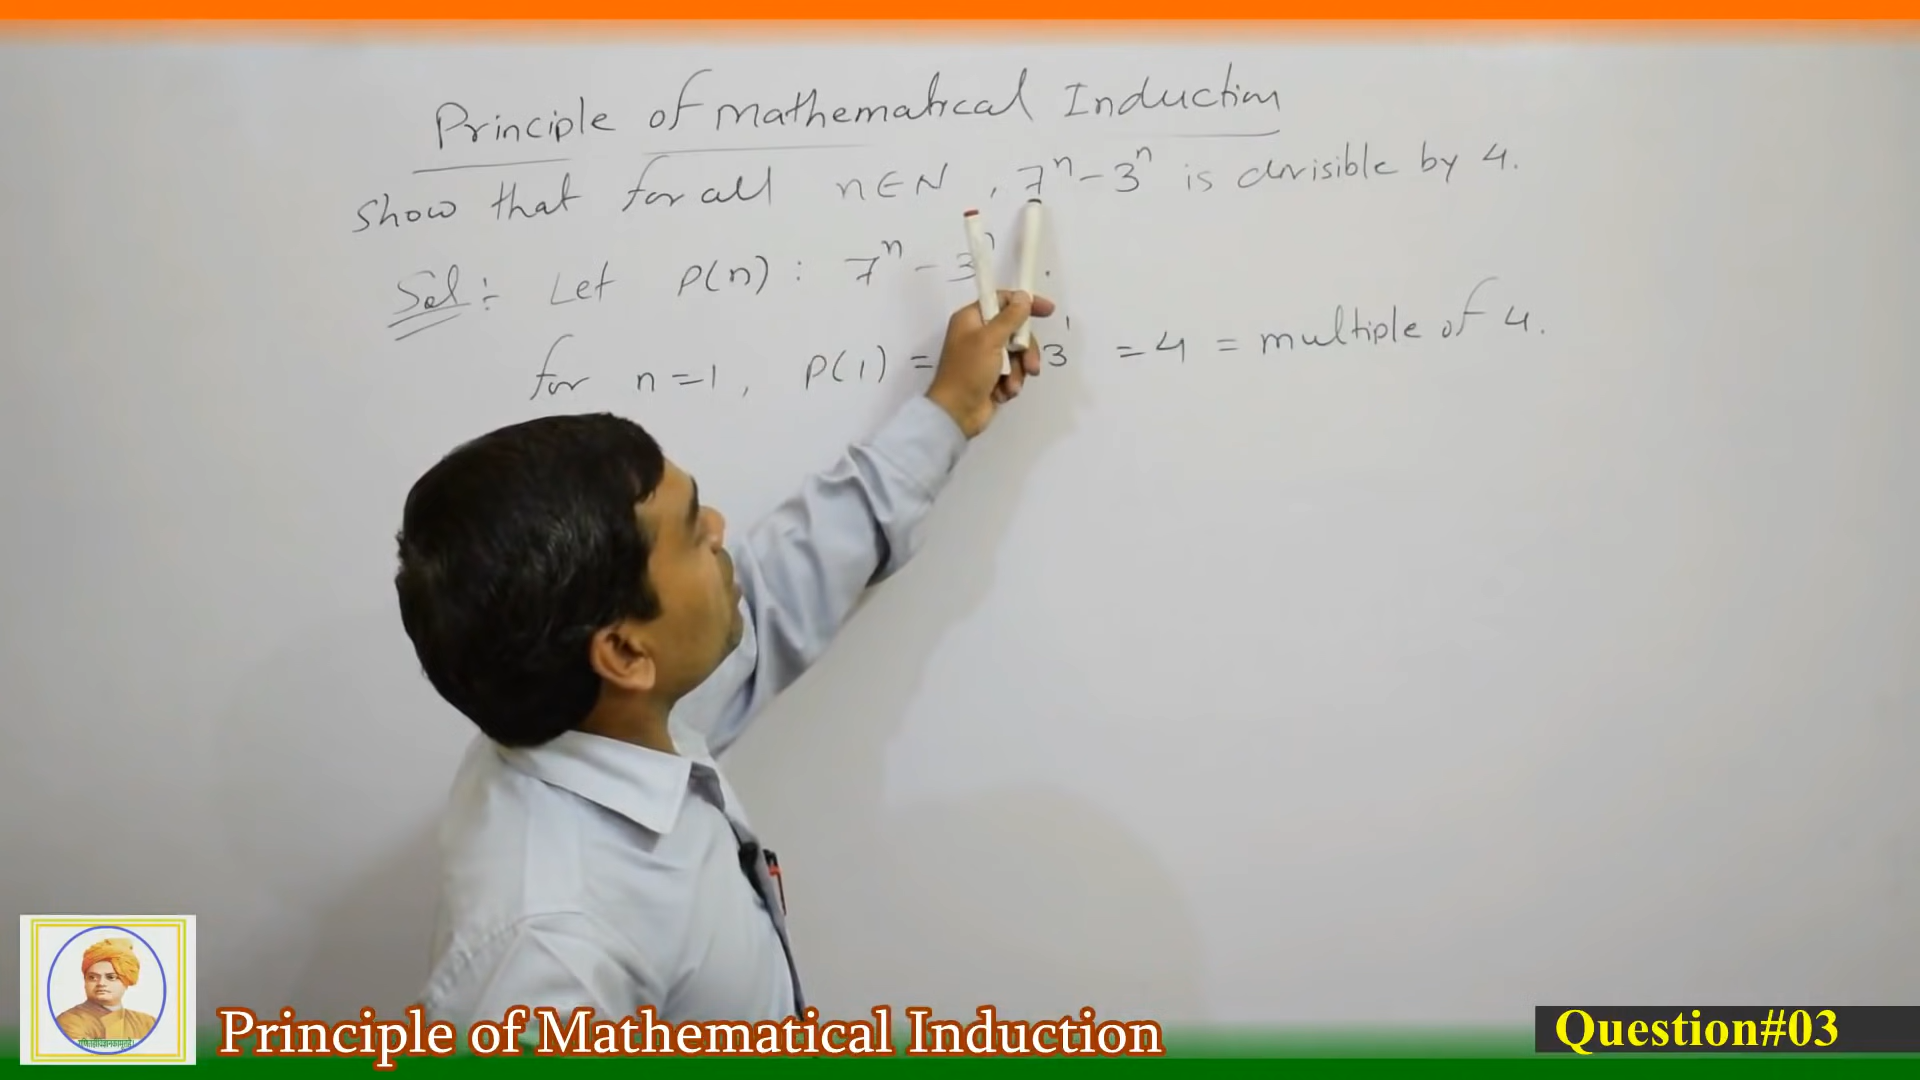 Principle of Mathematical Induction
Show that for all n∈N, 7ⁿ-3ⁿ is divisible by 4.
Sol:- Let P(n): 7ⁿ-3ⁿ.
for n=1, P(1) = 3¹ = 4 = multiple of 4.
Principle of Mathematical Induction
Question#03